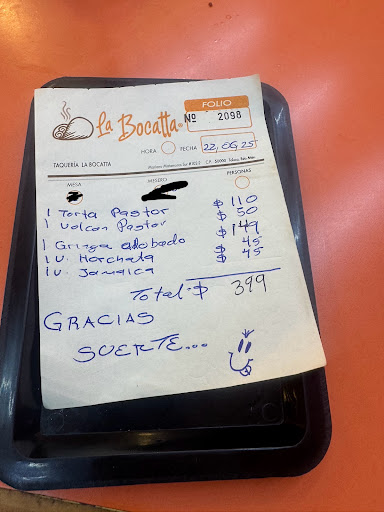 La Bocatta
FOLIO
Nº 2098
HORA FECHA 22, 06, 25
TAQUERÍA LA BOCATTA
MESA MESERO PERSONAS
1 Torta Pastor $ 110
1 Volcan Pastor $ 50
1 Gringa adobado $ 149
1 v. Horchata 45
1 v. Jamaica $ 45
Total $ 399
GRACIAS
SUERTE...